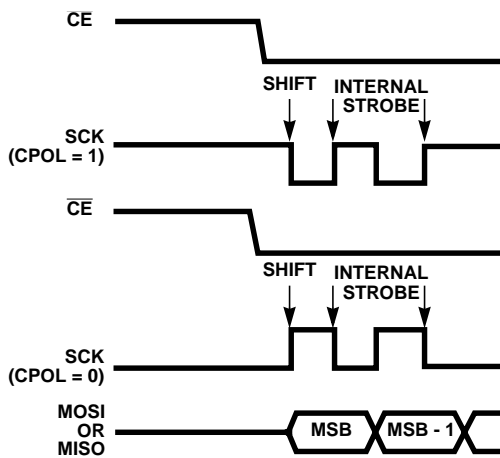 CE
SHIFT INTERNAL
STROBE
SCK
(CPOL = 1)
CE
SHIFT INTERNAL
STROBE
SCK
(CPOL = 0)
MOSI
OR
MISO
MSB MSB - 1